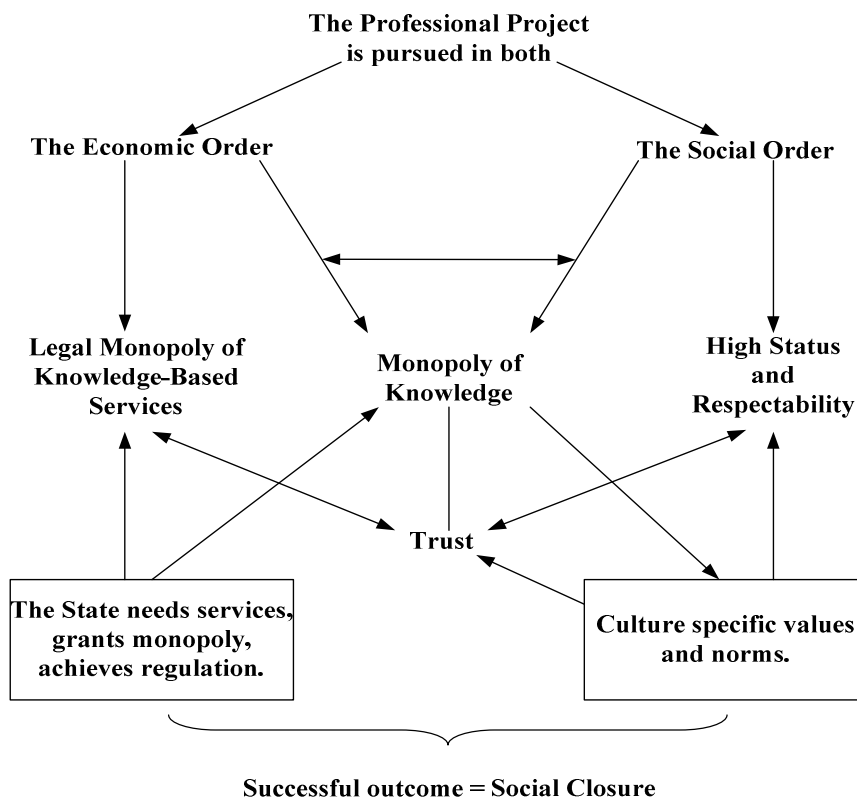 The Professional Project
is pursued in both
The Economic Order
The Social Order
Legal Monopoly of
Knowledge-Based
Services
Monopoly of
Knowledge
High Status
and
Respectability
Trust
The State needs services,
grants monopoly,
achieves regulation.
Culture specific values
and norms.
Successful outcome = Social Closure